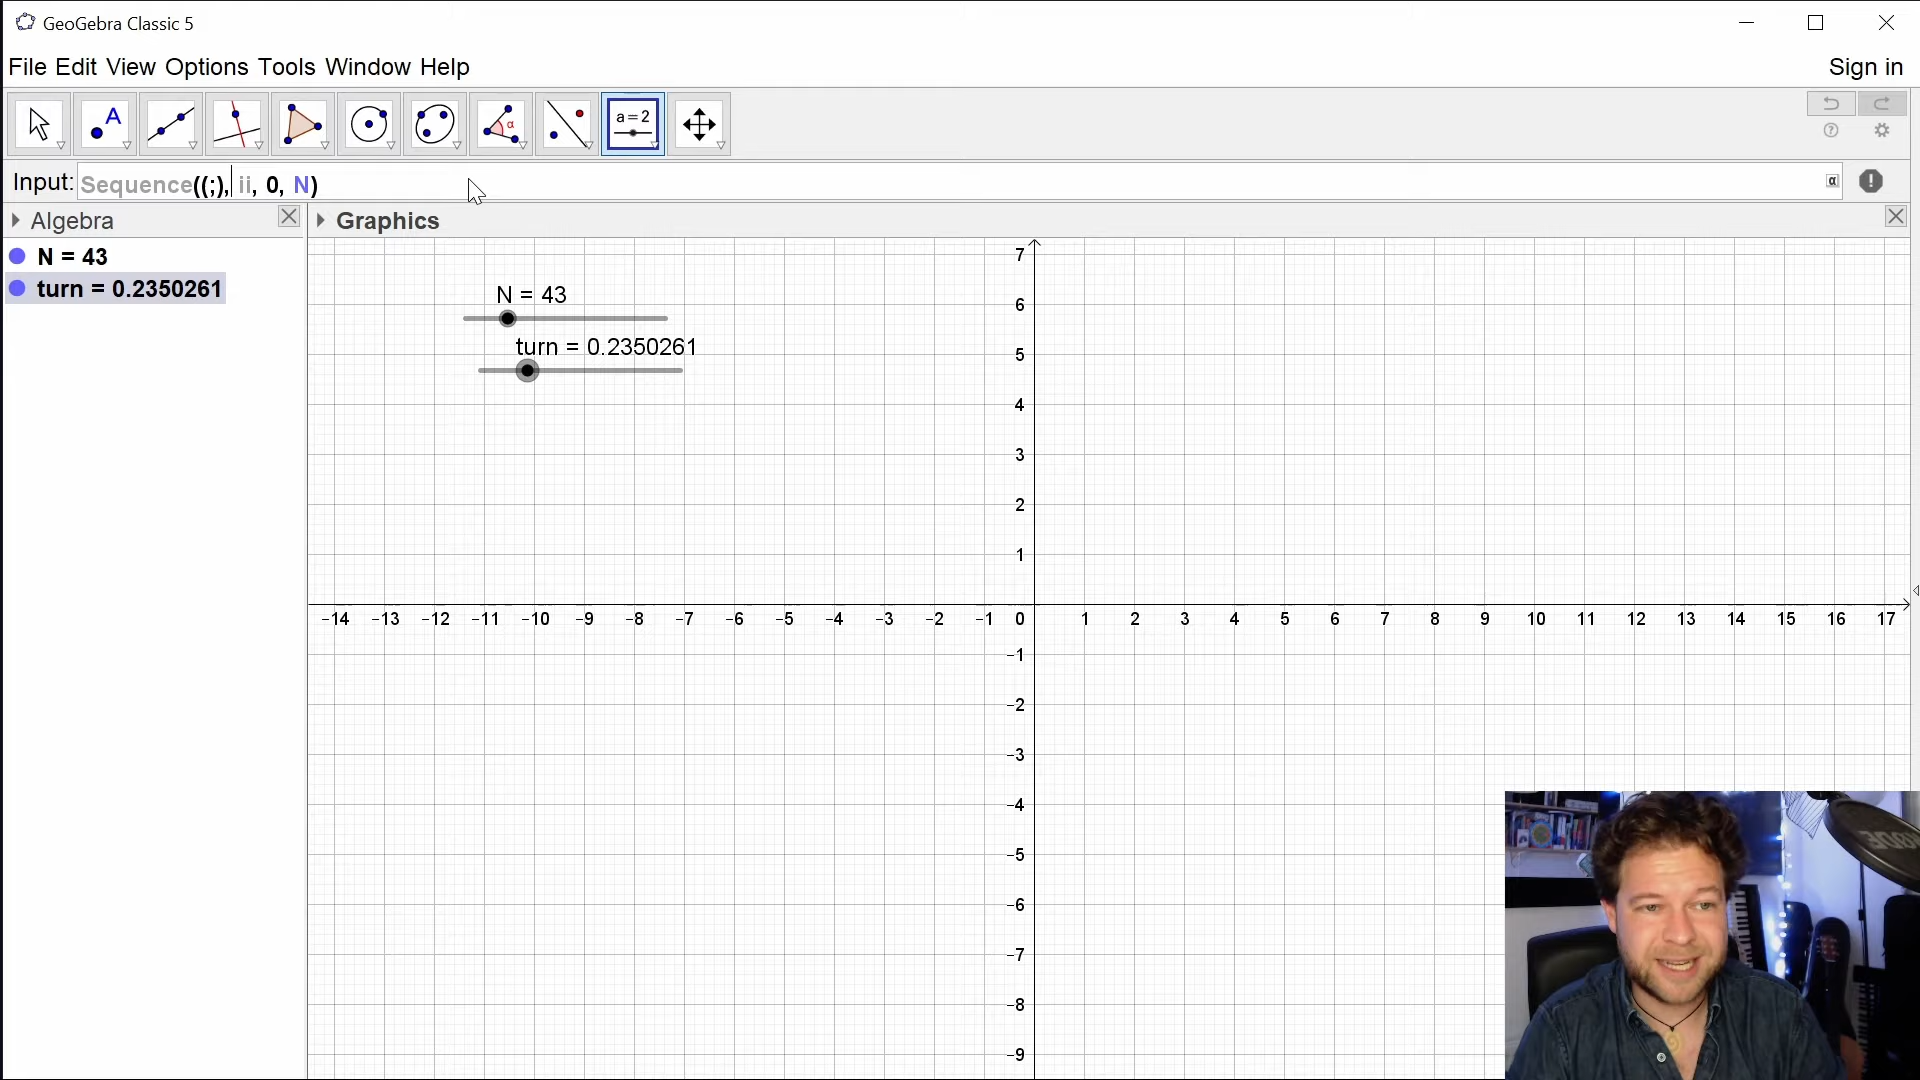 GeoGebra Classic 5
File Edit View Options Tools Window Help
Sign in
A
α
a=2
Input: Sequence((;), ii, 0, N)
α
Algebra
Graphics
N = 43
turn = 0.2350261
N = 43
turn = 0.2350261
7
6
5
4
3
2
1
−14 −13 −12 −11 −10 −9 −8 −7 −6 −5 −4 −3 −2 −1 0 1 2 3 4 5 6 7 8 9 10 11 12 13 14 15 16 17
−1
−2
−3
−4
−5
−6
−7
−8
−9